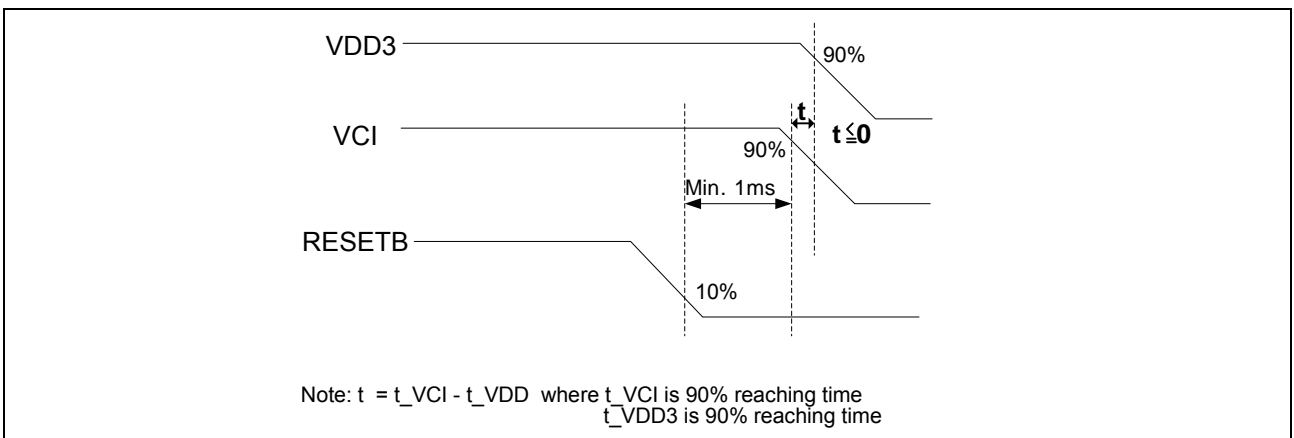 VDD3
90%
t
VCI
t≦0
90%
Min. 1ms
RESETB
10%
Note: t = t_VCI - t_VDD where t_VCI is 90% reaching time
t_VDD3 is 90% reaching time